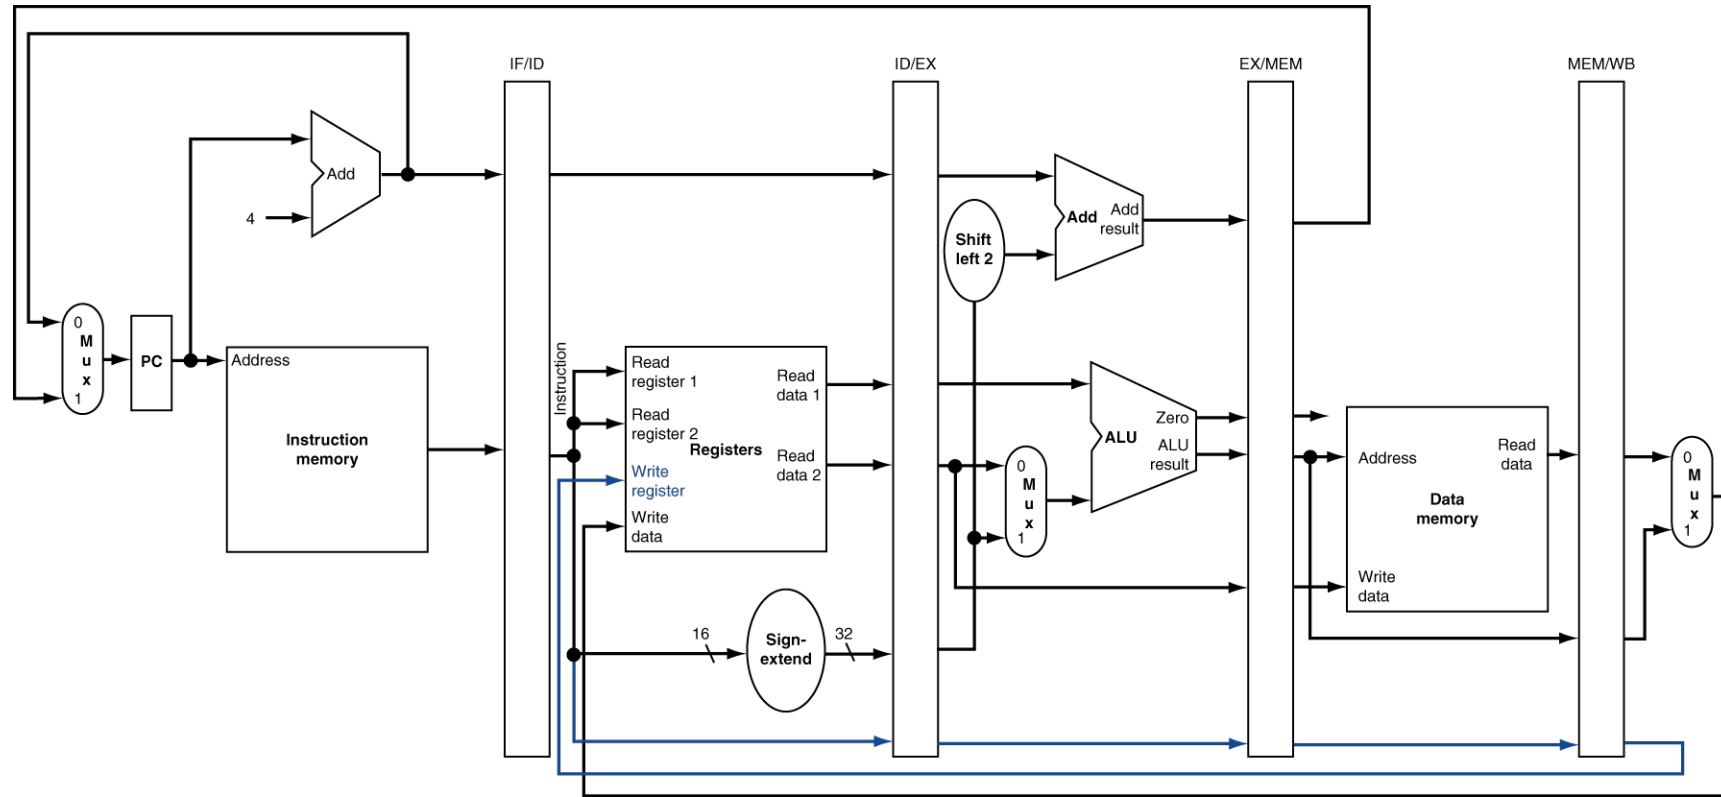 IF/ID
ID/EX
EX/MEM
MEM/WB
Add
4
Shift
left 2
Add
Add
result
0
M
u
x
1
PC
Address
Instruction
memory
Instruction
Read
register 1
Read
register 2
Write
register
Write
data
Registers
Read
data 1
Read
data 2
16
Sign-
extend
32
0
M
u
x
1
ALU
Zero
ALU
result
Address
Read
data
Data
memory
Write
data
0
M
u
x
1